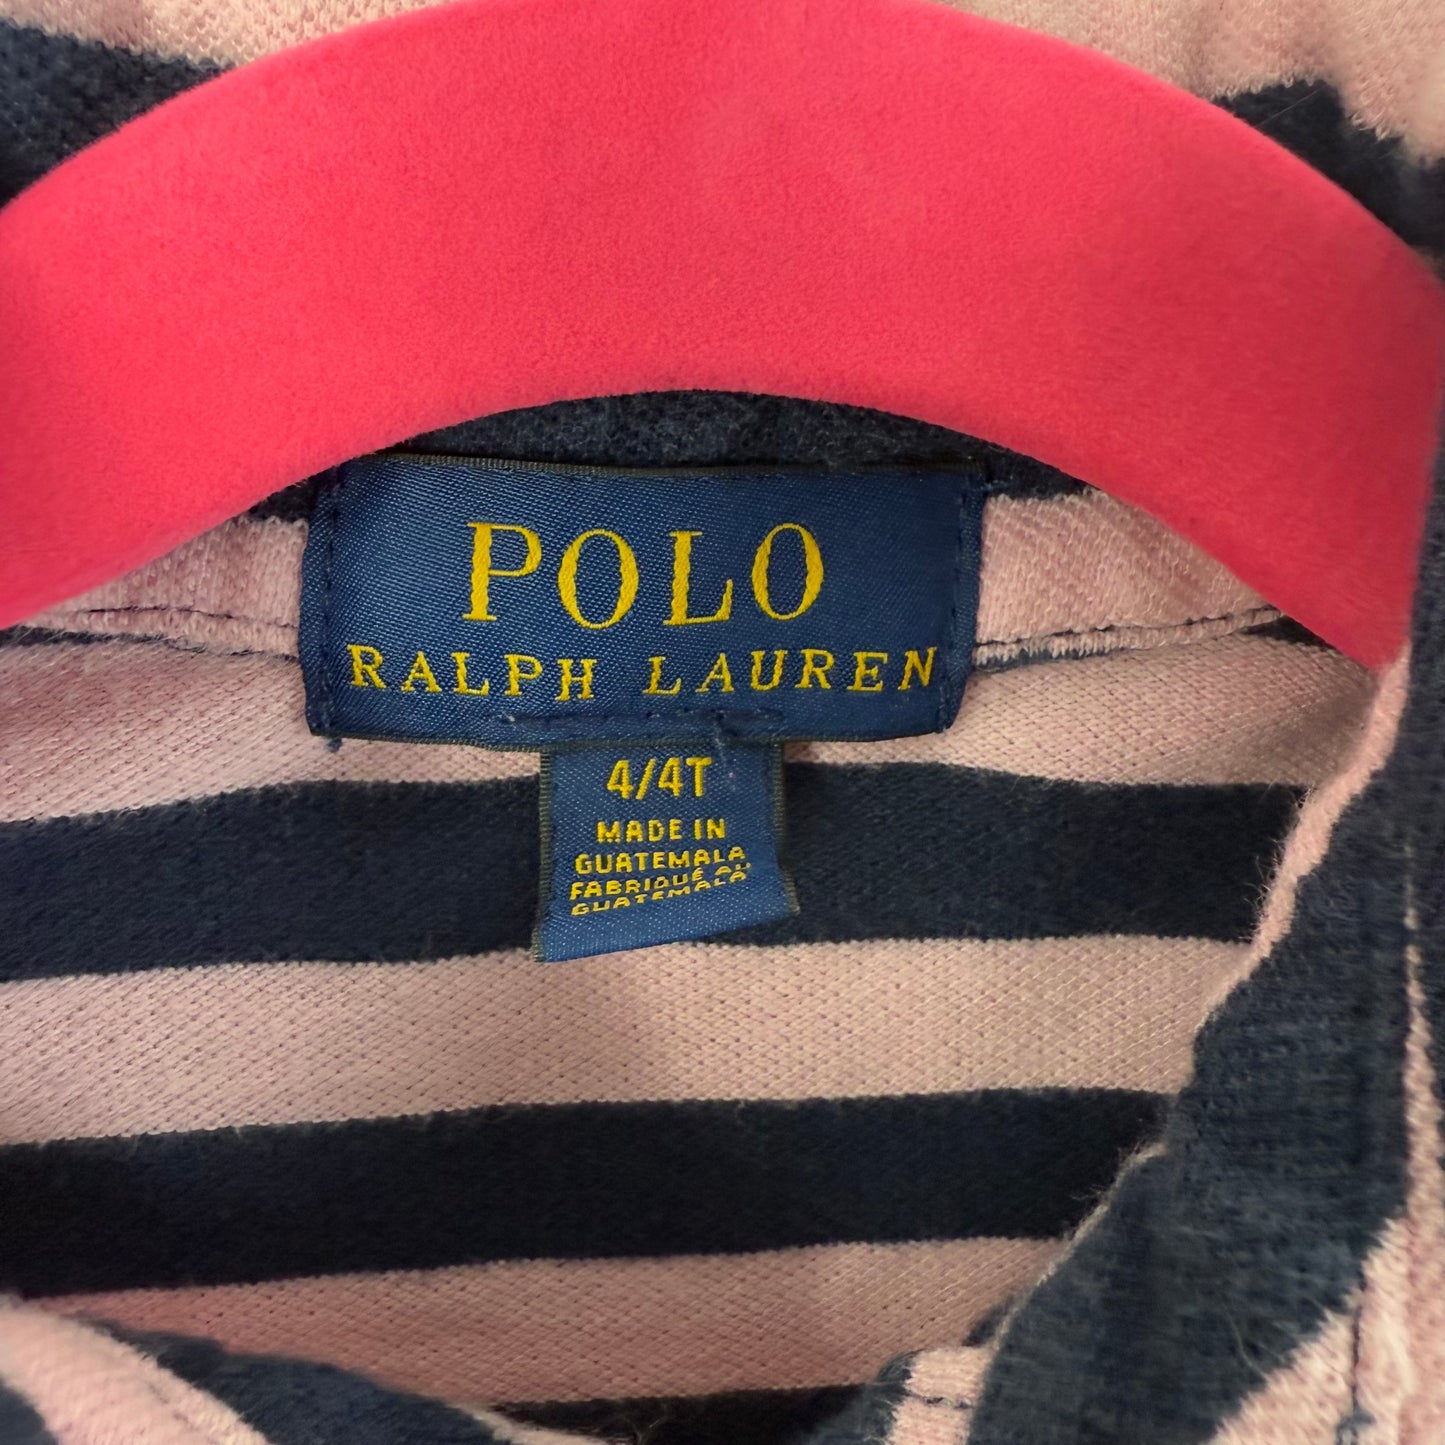 POLO
RALPH LAUREN
4/4T
MADE IN
GUATEMALA
FABRIQUÉ AU
GUATEMALA